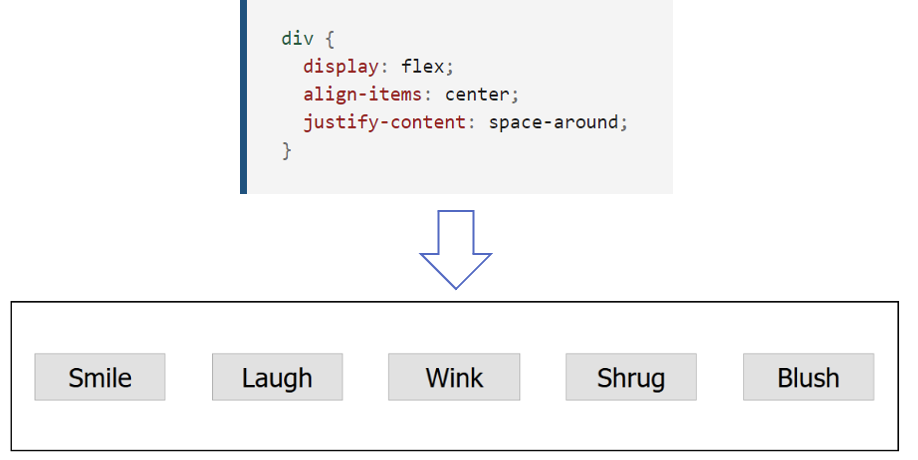 div {
  display: flex;
  align-items: center;
  justify-content: space-around;
}
Smile Laugh Wink Shrug Blush